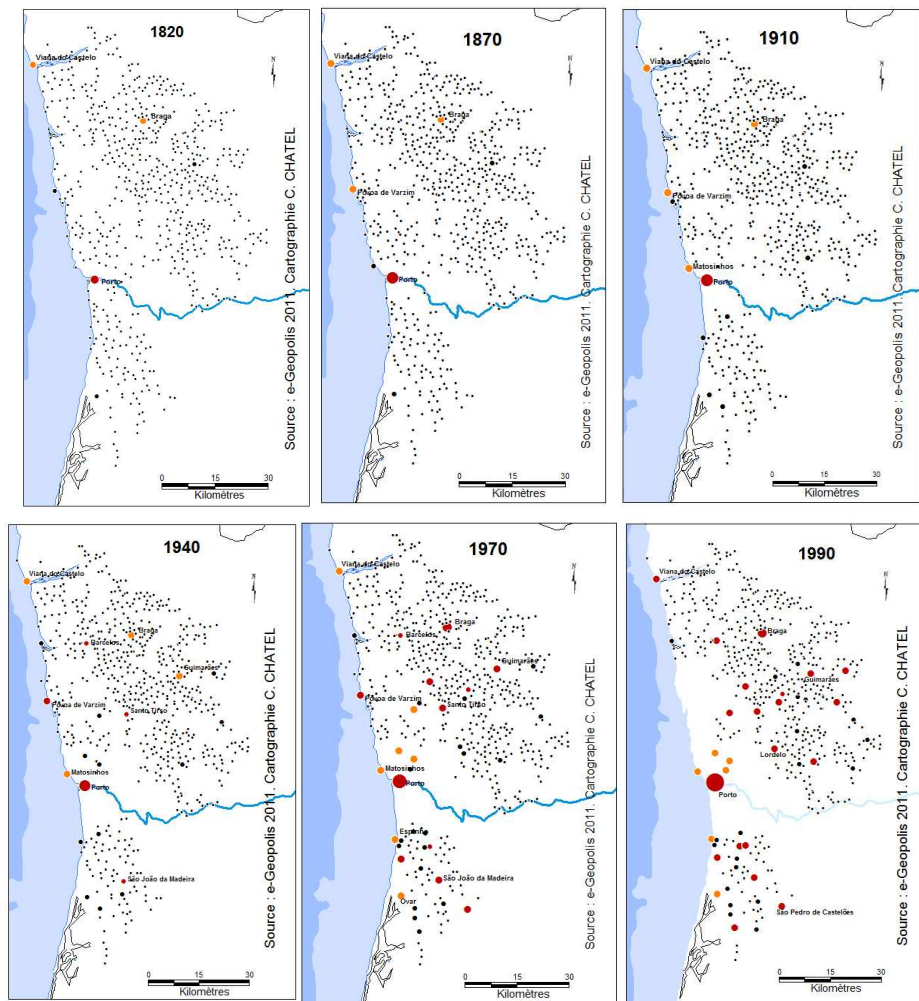 1820
Viana do Castelo
N
Braga
Porto
0 15 30
Kilomètres
Source : e-Geopolis 2011. Cartographie C. CHATEL
1870
Viana do Castelo
N
Braga
Póvoa de Varzim
Porto
0 15 30
Kilomètres
Source : e-Geopolis 2011. Cartographie C. CHATEL
1910
Viana do Castelo
N
Braga
Póvoa de Varzim
Matosinhos
Porto
0 15 30
Kilomètres
Source : e-Geopolis 2011. Cartographie C. CHATEL
1940
Viana do Castelo
N
Braga
Barcelos
Guimarães
Póvoa de Varzim
Santo Tirso
Matosinhos
Porto
São João da Madeira
0 15 30
Kilomètres
Source : e-Geopolis 2011. Cartographie C. CHATEL
1970
Viana do Castelo
N
Braga
Barcelos
Guimarães
Póvoa de Varzim
Santo Tirso
Matosinhos
Porto
Espinho
São João da Madeira
Ovar
0 15 30
Kilomètres
Source : e-Geopolis 2011. Cartographie C. CHATEL
1990
Viana do Castelo
N
Braga
Guimarães
Lordelo
Porto
São Pedro de Castelões
0 15 30
Kilomètres
Source : e-Geopolis 2011. Cartographie C. CHATEL